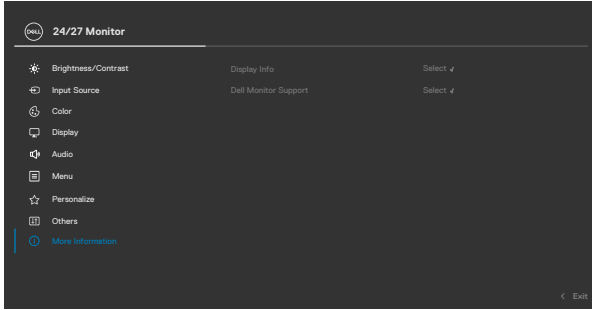 DELL 24/27 Monitor
Brightness/Contrast Display Info Select
Input Source Dell Monitor Support Select
Color
Display
Audio
Menu
Personalize
Others
More Information
Exit